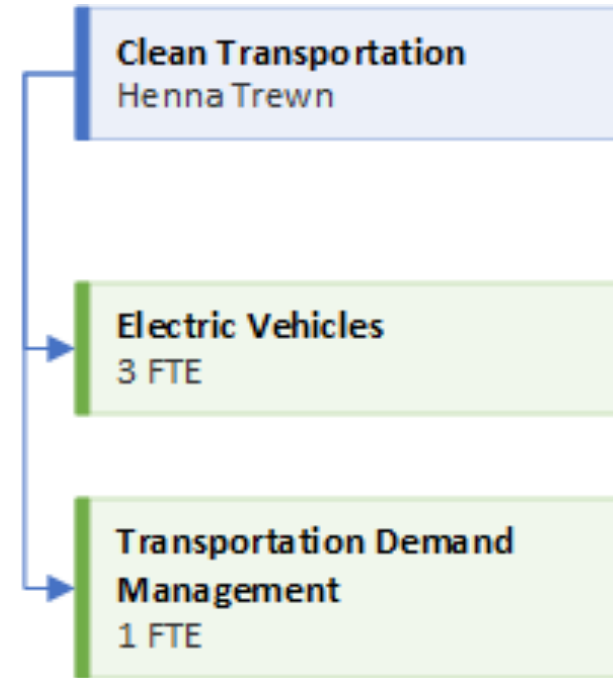 Clean Transportation
Henna Trewn
Electric Vehicles
3 FTE
Transportation Demand
Management
1 FTE